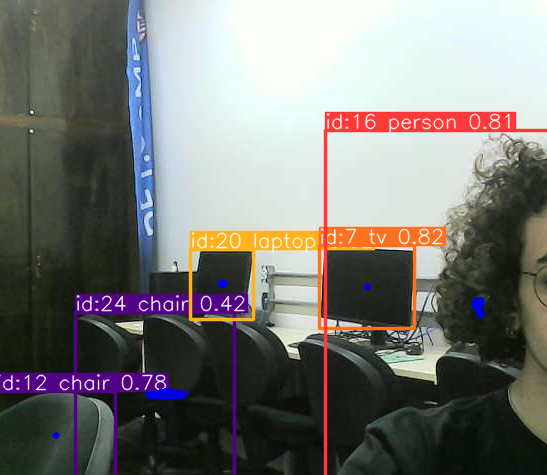 id:16 person 0.81
id:20 laptop
id:7 tv 0.82
id:24 chair 0.42
id:12 chair 0.78